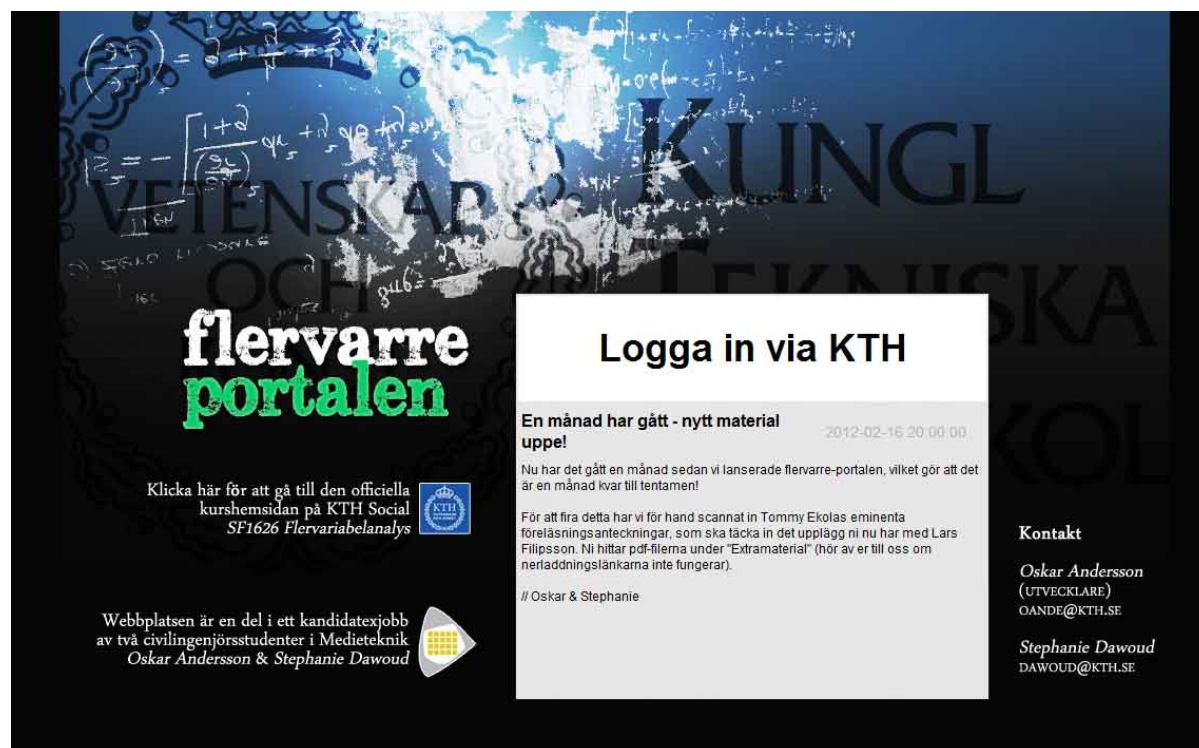 KUNGL
VETENSKAP
OCH
TEKNISKA
flervarre
portalen
Logga in via KTH
En månad har gått - nytt material
uppe!
2012-02-16 20:00:00
Nu har det gått en månad sedan vi lanserade flervarre-portalen, vilket gör att det
är en månad kvar till tentamen!
För att fira detta har vi för hand scannat in Tommy Ekolas eminenta
föreläsningsanteckningar, som ska täcka in det upplägg ni nu har med Lars
Filipsson. Ni hittar pdf-filerna under "Extramaterial" (hör av er till oss om
nerladdningslänkarna inte fungerar).
// Oskar & Stephanie
Klicka här för att gå till den officiella
kurshemsidan på KTH Social
SF1626 Flervariabelanalys
KTH
Webbplatsen är en del i ett kandidatexjobb
av två civilingenjörsstudenter i Medieteknik
Oskar Andersson & Stephanie Dawoud
Kontakt
Oskar Andersson
(UTVECKLARE)
OANDE@KTH.SE
Stephanie Dawoud
DAWOUD@KTH.SE